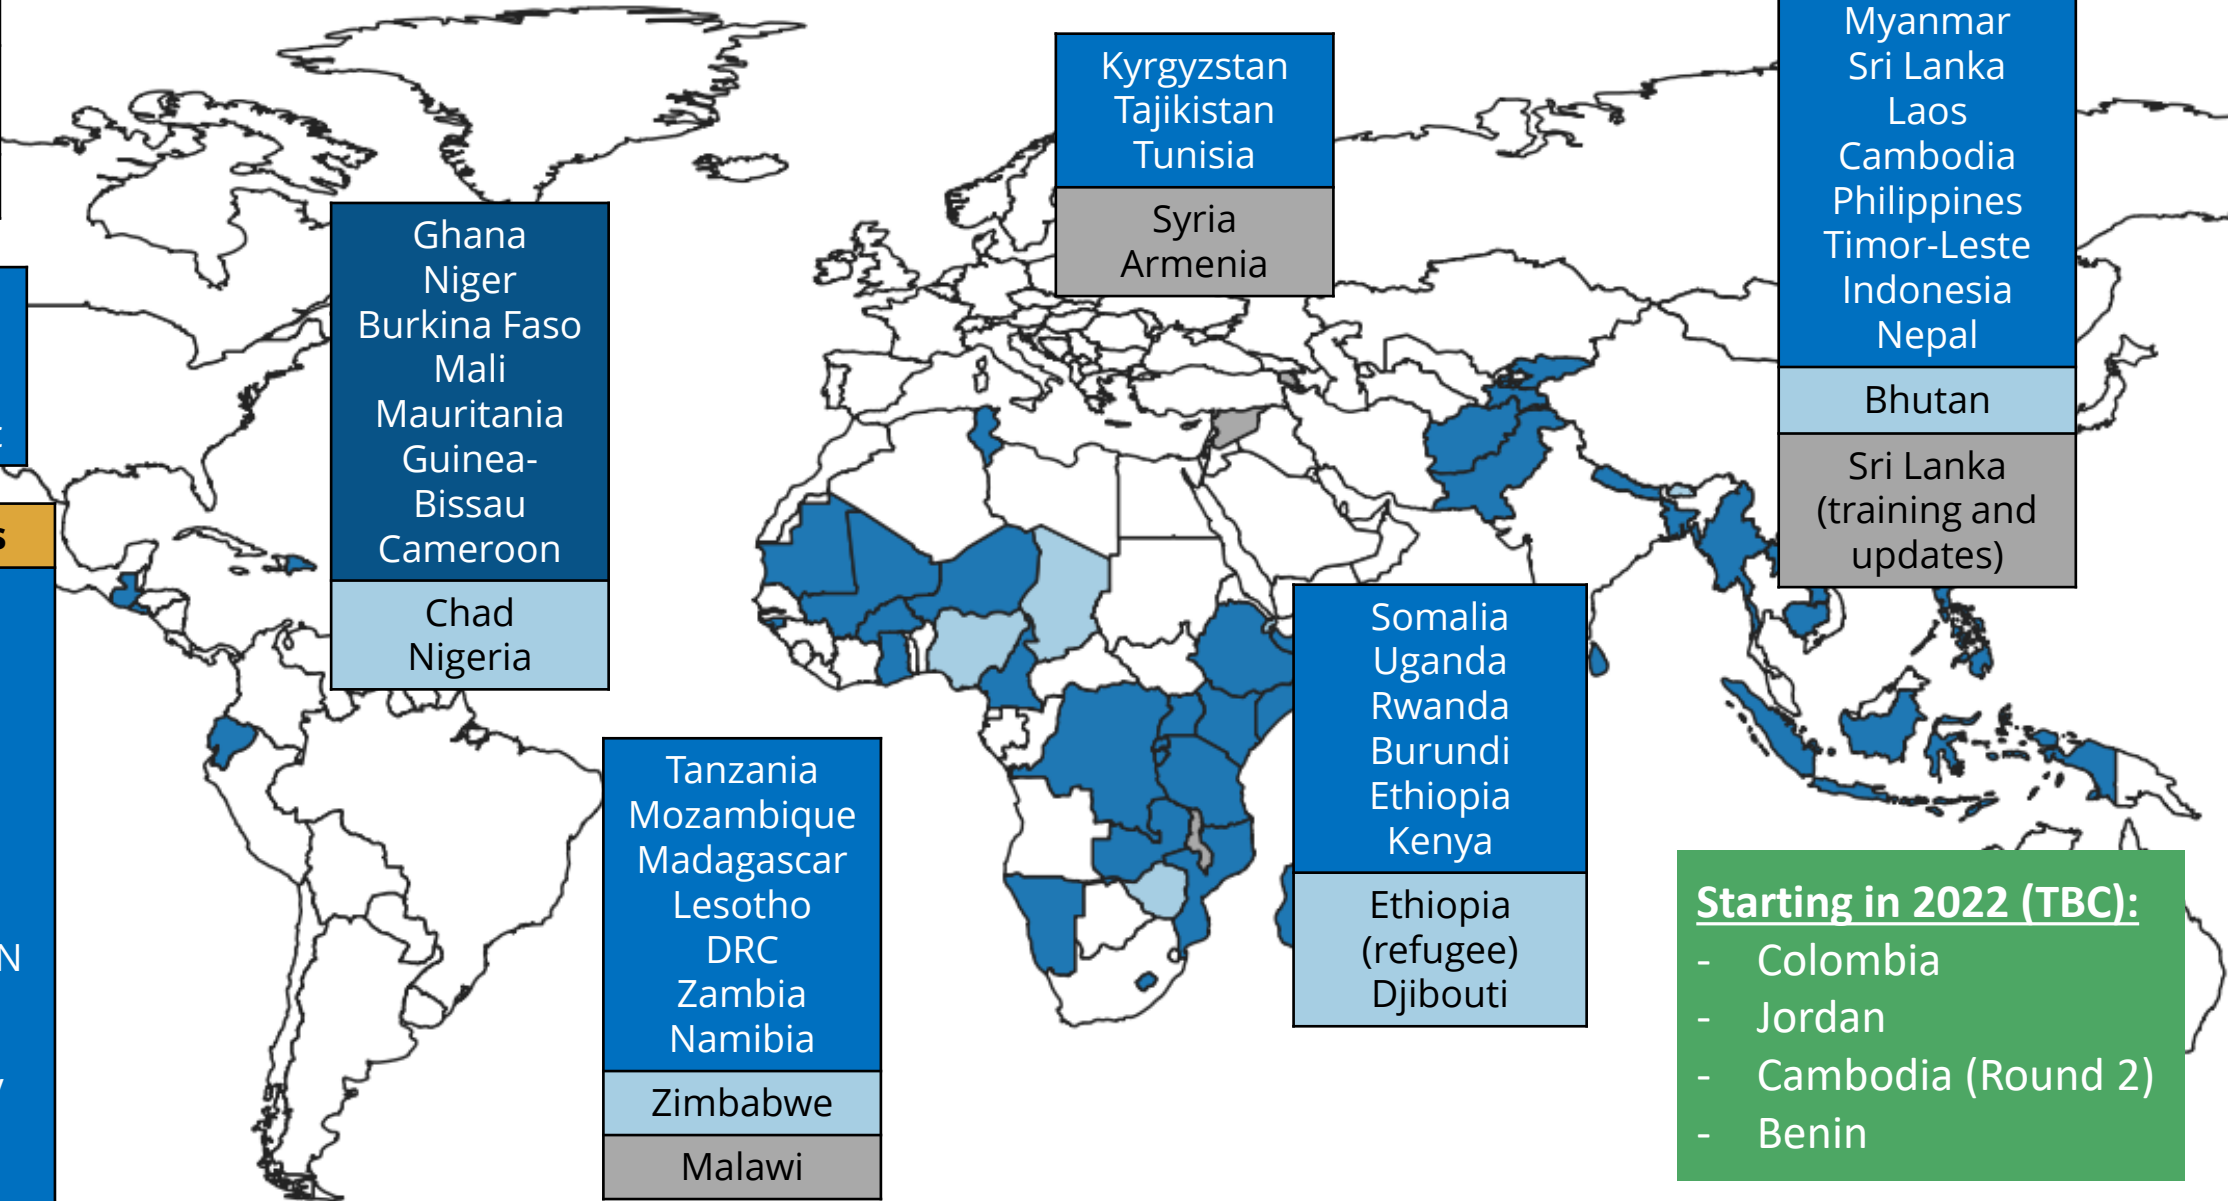 Kyrgyzstan
Tajikistan
Tunisia
Syria
Armenia
Myanmar
Sri Lanka
Laos
Cambodia
Philippines
Timor-Leste
Indonesia
Nepal
Bhutan
Sri Lanka
(training and
updates)
Ghana
Niger
Burkina Faso
Mali
Mauritania
Guinea-
Bissau
Cameroon
Chad
Nigeria
Somalia
Uganda
Rwanda
Burundi
Ethiopia
Kenya
Ethiopia
(refugee)
Djibouti
Tanzania
Mozambique
Madagascar
Lesotho
DRC
Zambia
Namibia
Zimbabwe
Malawi
Starting in 2022 (TBC):
- Colombia
- Jordan
- Cambodia (Round 2)
- Benin